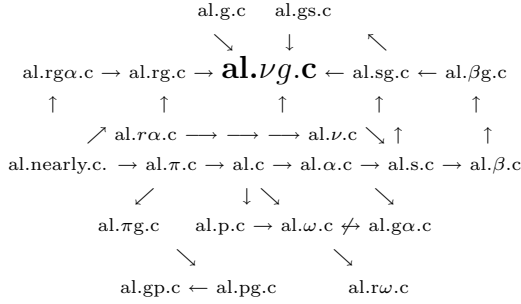 al.g.c al.gs.c
↘ ↓ ↖
al.rgα.c → al.rg.c → al.νg.c ← al.sg.c ← al.βg.c
↑ ↑ ↑ ↑ ↑
↗ al.rα.c ⟶ ⟶ ⟶ al.ν.c ↘ ↑ ↑
al.nearly.c. → al.π.c → al.c → al.α.c → al.s.c → al.β.c
↙ ↓ ↘ ↘
al.πg.c al.p.c → al.ω.c ↮ al.gα.c
↘ ↘
al.gp.c ← al.pg.c al.rω.c